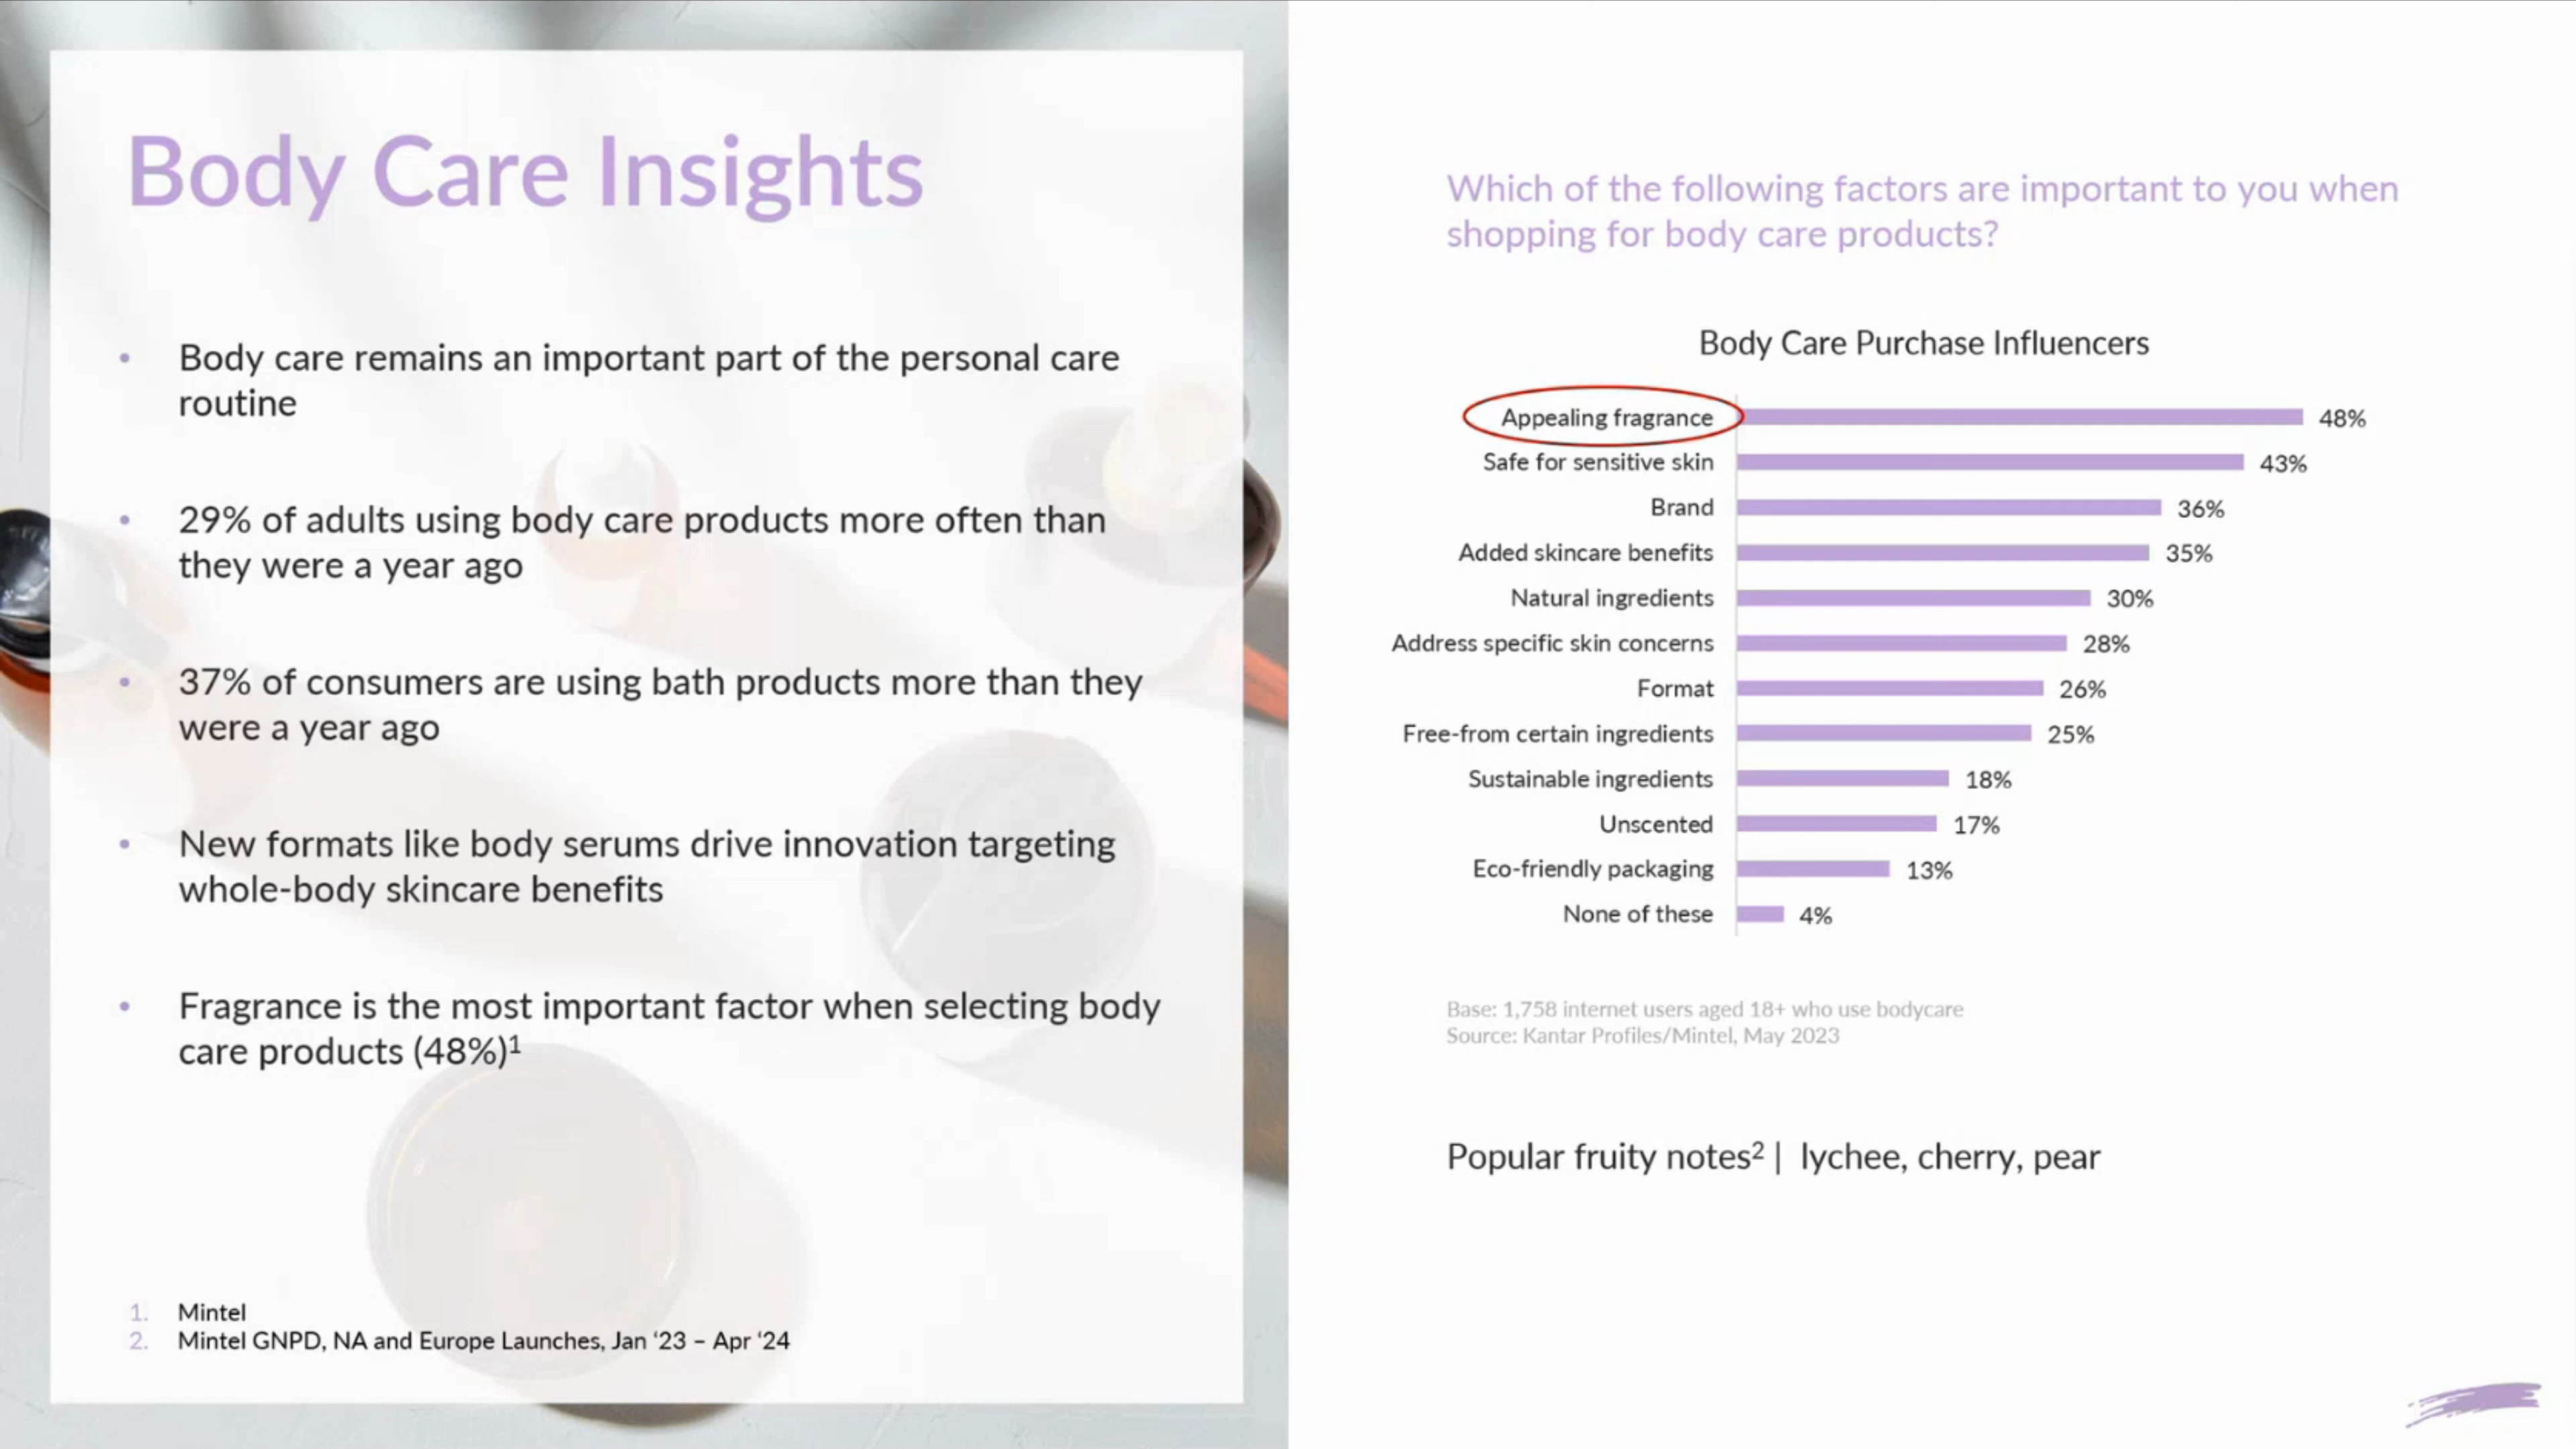 Body Care Insights
• Body care remains an important part of the personal care
routine
• 29% of adults using body care products more often than
they were a year ago
• 37% of consumers are using bath products more than they
were a year ago
• New formats like body serums drive innovation targeting
whole-body skincare benefits
• Fragrance is the most important factor when selecting body
care products (48%)¹
1. Mintel
2. Mintel GNPD, NA and Europe Launches, Jan ‘23 – Apr ‘24
Which of the following factors are important to you when
shopping for body care products?
Body Care Purchase Influencers
Appealing fragrance 48%
Safe for sensitive skin 43%
Brand 36%
Added skincare benefits 35%
Natural ingredients 30%
Address specific skin concerns 28%
Format 26%
Free-from certain ingredients 25%
Sustainable ingredients 18%
Unscented 17%
Eco-friendly packaging 13%
None of these 4%
Base: 1,758 internet users aged 18+ who use bodycare
Source: Kantar Profiles/Mintel, May 2023
Popular fruity notes² | lychee, cherry, pear